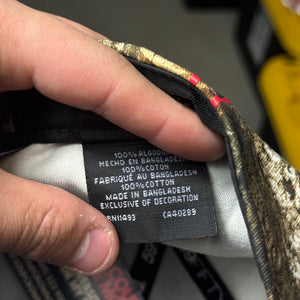 100% ALGODÓN
HECHO EN BANGLADESH
100% COTON
FABRIQUÉ AU BANGLADESH
100% COTTON
MADE IN BANGLADESH
EXCLUSIVE OF DECORATION
RN11493 CA40289